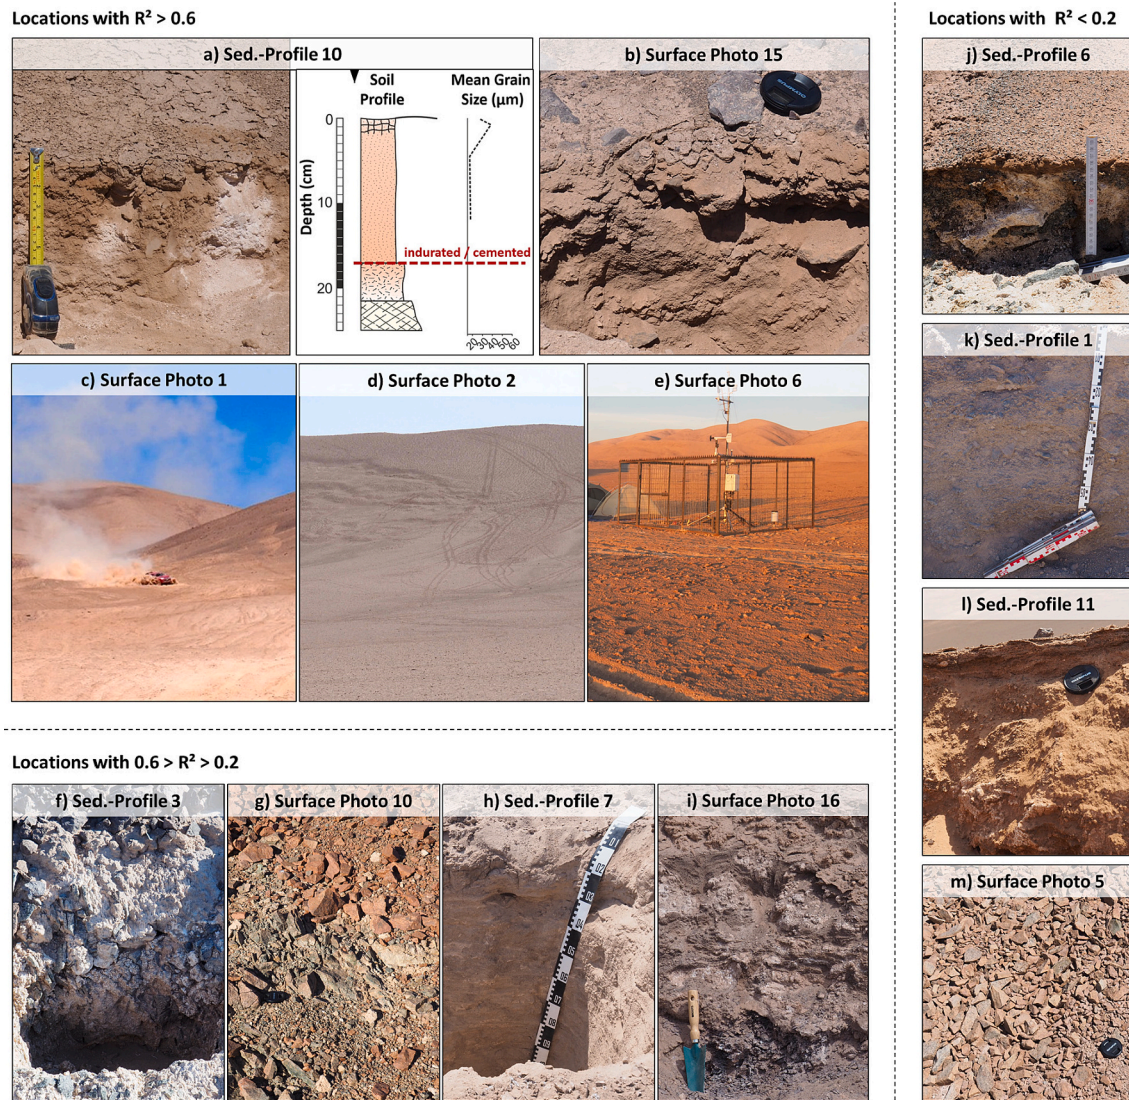 Locations with R² > 0.6
a) Sed.-Profile 10
Soil
Profile
Mean Grain
Size (µm)
Depth (cm)
0
10
20
indurated / cemented
20 30 40 50 60
b) Surface Photo 15
OLYMPUS
c) Surface Photo 1
d) Surface Photo 2
e) Surface Photo 6
Locations with 0.6 > R² > 0.2
f) Sed.-Profile 3
g) Surface Photo 10
h) Sed.-Profile 7
i) Surface Photo 16
Locations with R² < 0.2
j) Sed.-Profile 6
k) Sed.-Profile 1
l) Sed.-Profile 11
m) Surface Photo 5